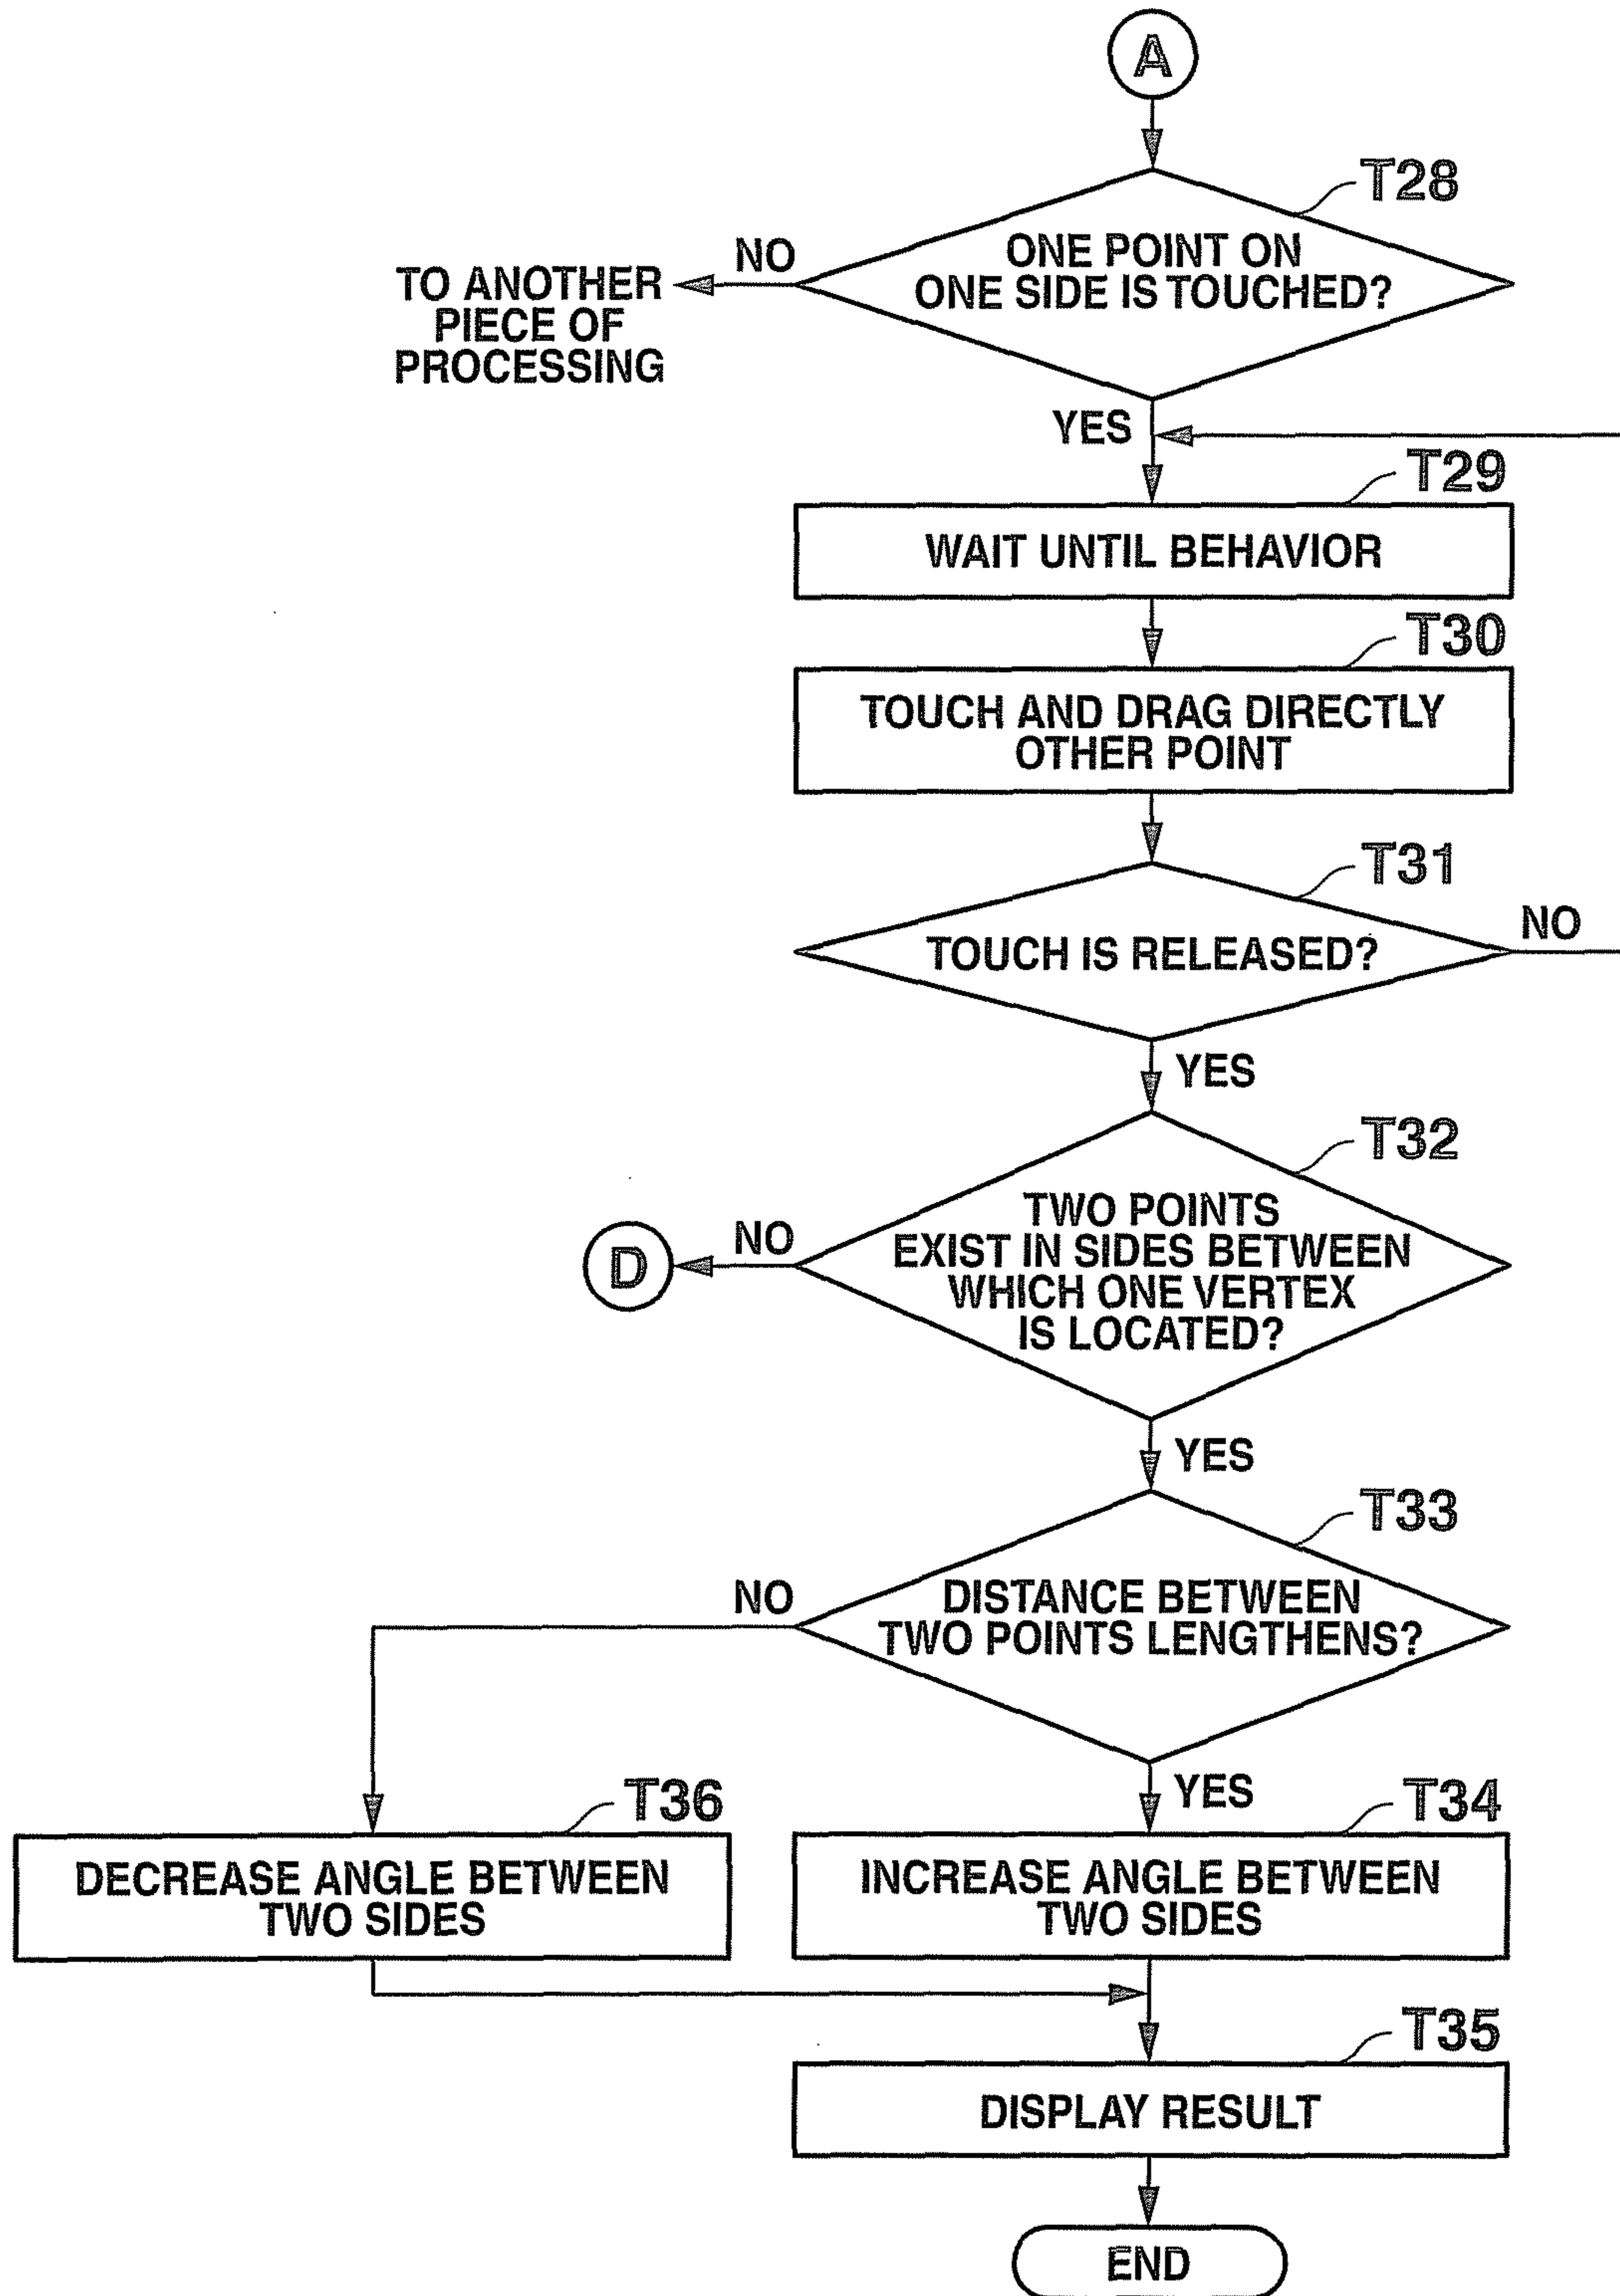 A
T28
ONE POINT ON
ONE SIDE IS TOUCHED?
NO
TO ANOTHER
PIECE OF
PROCESSING
YES
T29
WAIT UNTIL BEHAVIOR
T30
TOUCH AND DRAG DIRECTLY
OTHER POINT
T31
TOUCH IS RELEASED?
NO
YES
T32
TWO POINTS
EXIST IN SIDES BETWEEN
WHICH ONE VERTEX
IS LOCATED?
NO
D
YES
T33
DISTANCE BETWEEN
TWO POINTS LENGTHENS?
NO
YES
T36
DECREASE ANGLE BETWEEN
TWO SIDES
T34
INCREASE ANGLE BETWEEN
TWO SIDES
T35
DISPLAY RESULT
END